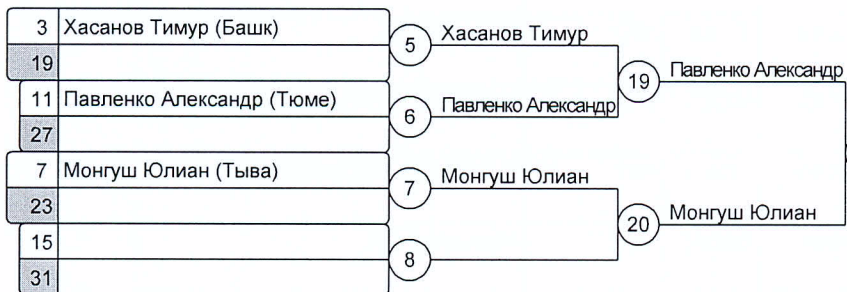 3 Хасанов Тимур (Башк)
19
5 Хасанов Тимур
11 Павленко Александр (Тюме)
27
6 Павленко Александр
19 Павленко Александр
7 Монгуш Юлиан (Тыва)
23
7 Монгуш Юлиан
15
31
8
20 Монгуш Юлиан